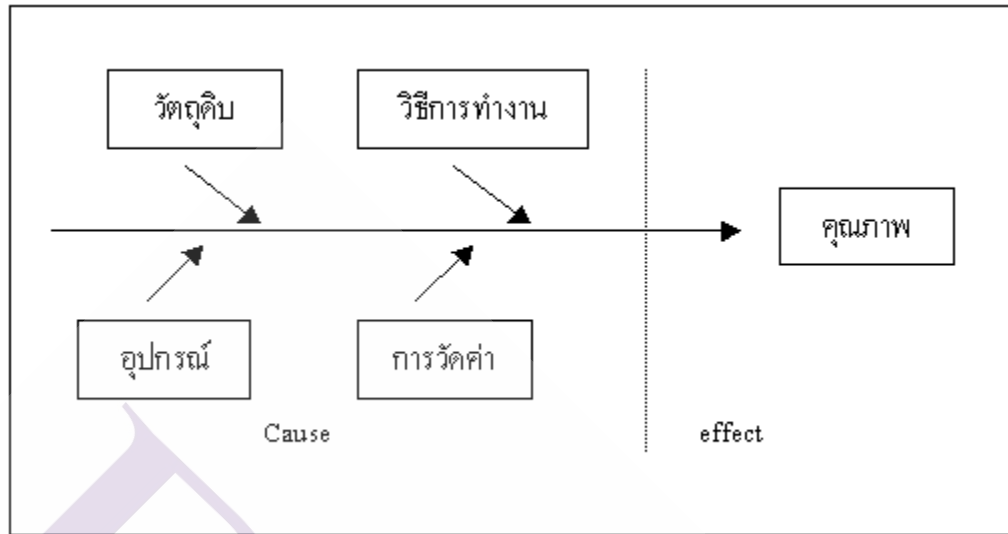 วัตถุดิบ
วิธีการทำงาน
คุณภาพ
อุปกรณ์
การวัดค่า
Cause
effect